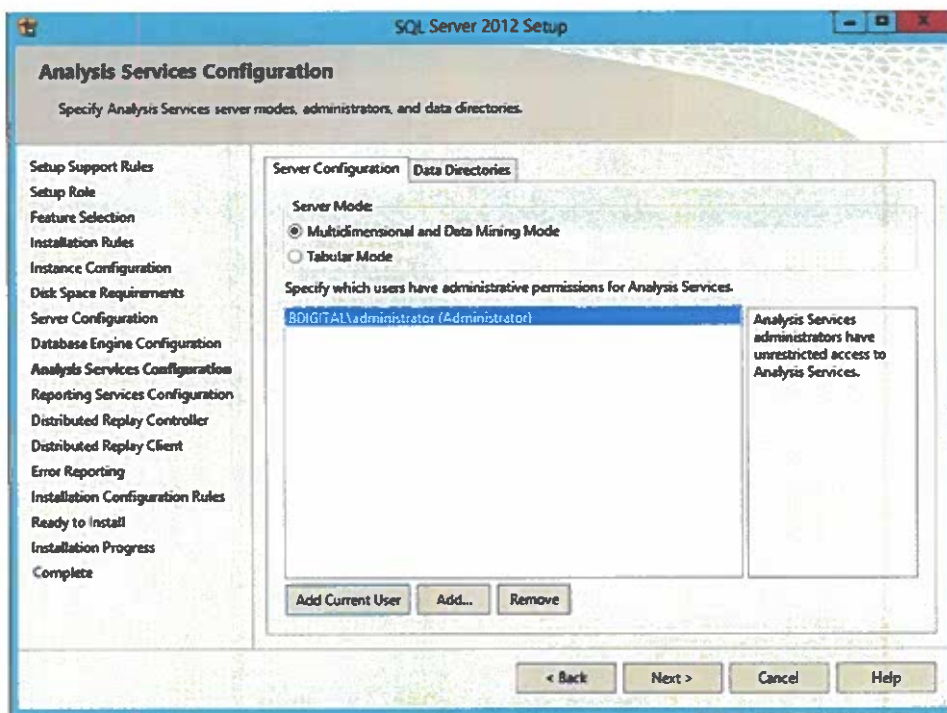 SQL Server 2012 Setup
Analysis Services Configuration
Specify Analysis Services server modes, administrators, and data directories.
Setup Support Rules
Setup Role
Feature Selection
Installation Rules
Instance Configuration
Disk Space Requirements
Server Configuration
Database Engine Configuration
Analysis Services Configuration
Reporting Services Configuration
Distributed Replay Controller
Distributed Replay Client
Error Reporting
Installation Configuration Rules
Ready to Install
Installation Progress
Complete
Server Configuration
Data Directories
Server Mode:
Multidimensional and Data Mining Mode
Tabular Mode
Specify which users have administrative permissions for Analysis Services.
BDIGITAL\administrator (Administrator)
Analysis Services
administrators have
unrestricted access to
Analysis Services.
Add Current User
Add...
Remove
< Back
Next >
Cancel
Help